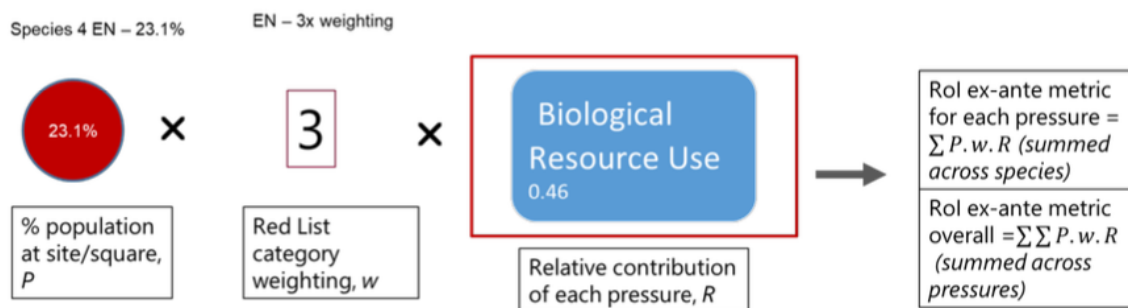 Species 4 EN – 23.1%
EN – 3x weighting
23.1%
×
3
×
Biological
Resource Use
0.46
% population
at site/square,
P
Red List
category
weighting, w
Relative contribution
of each pressure, R
RoI ex-ante metric
for each pressure =
∑ P. w. R (summed
across species)
RoI ex-ante metric
overall =∑ ∑ P. w. R
(summed across
pressures)